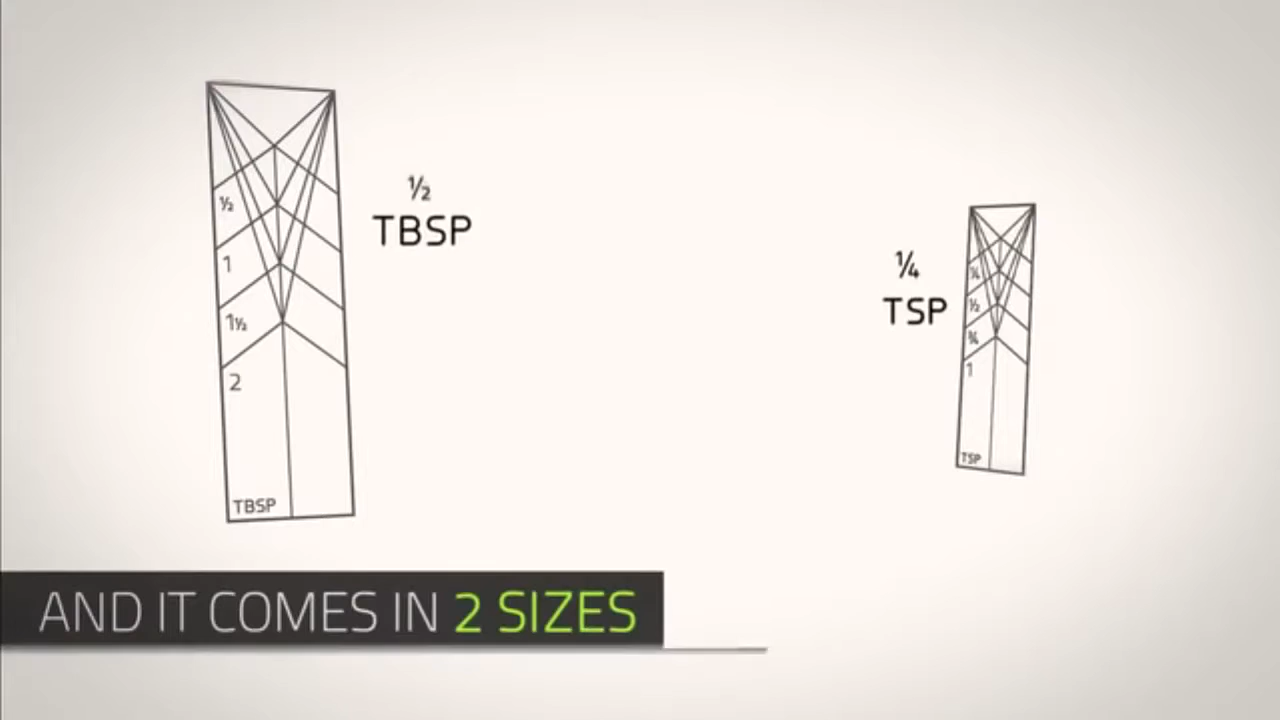 ½
1
1½
2
TBSP
½
TBSP
¼
TSP
¼
½
¾
1
TSP
AND IT COMES IN 2 SIZES